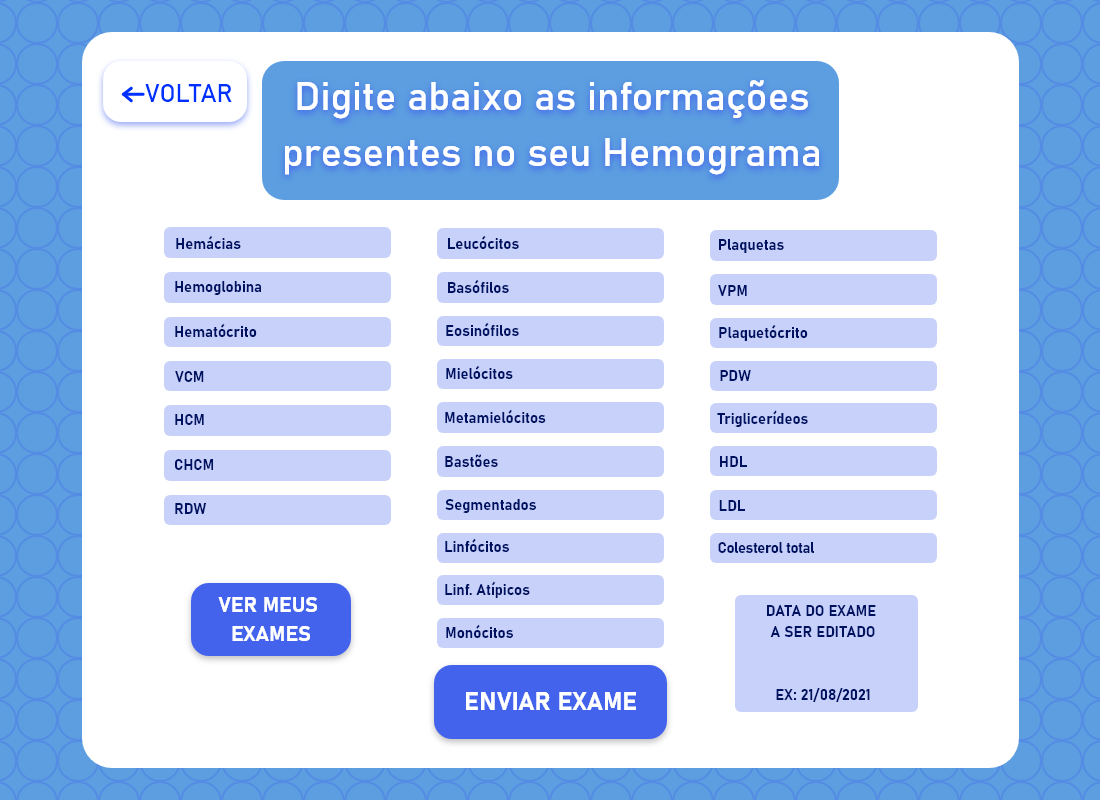 ←VOLTAR
Digite abaixo as informações
presentes no seu Hemograma
Hemácias
Hemoglobina
Hematócrito
VCM
HCM
CHCM
RDW
VER MEUS
EXAMES
Leucócitos
Basófilos
Eosinófilos
Mielócitos
Metamielócitos
Bastões
Segmentados
Linfócitos
Linf. Atípicos
Monócitos
ENVIAR EXAME
Plaquetas
VPM
Plaquetócrito
PDW
Triglicerídeos
HDL
LDL
Colesterol total
DATA DO EXAME
A SER EDITADO
EX: 21/08/2021